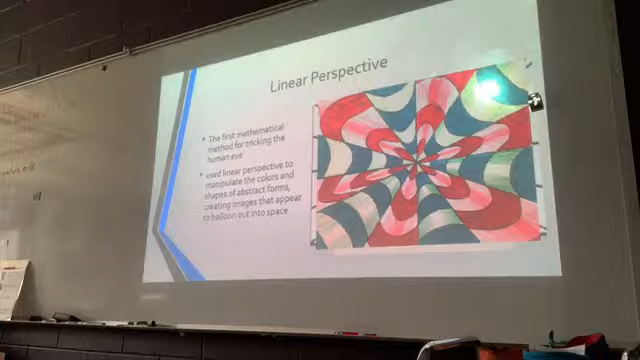 Linear Perspective
• The first mathematical
method for tricking the
human eye
• used linear perspective to
manipulate the colors and
shapes of abstract forms,
creating images that appear
to balloon out into space